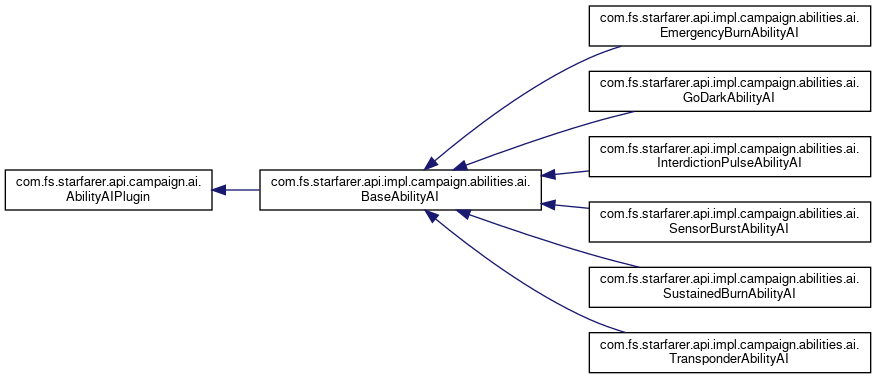 com.fs.starfarer.api.impl.campaign.abilities.ai.
EmergencyBurnAbilityAI
com.fs.starfarer.api.impl.campaign.abilities.ai.
GoDarkAbilityAI
com.fs.starfarer.api.impl.campaign.abilities.ai.
InterdictionPulseAbilityAI
com.fs.starfarer.api.campaign.ai.
AbilityAIPlugin
com.fs.starfarer.api.impl.campaign.abilities.ai.
BaseAbilityAI
com.fs.starfarer.api.impl.campaign.abilities.ai.
SensorBurstAbilityAI
com.fs.starfarer.api.impl.campaign.abilities.ai.
SustainedBurnAbilityAI
com.fs.starfarer.api.impl.campaign.abilities.ai.
TransponderAbilityAI